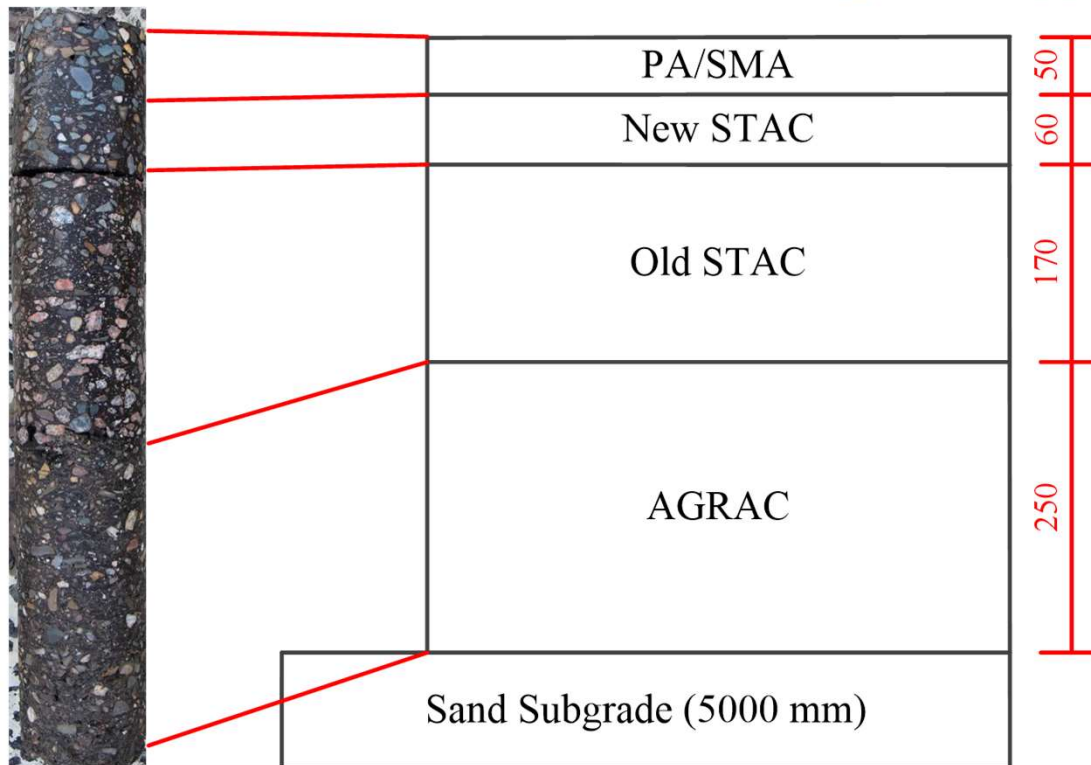 PA/SMA
50
New STAC
60
Old STAC
170
AGRAC
250
Sand Subgrade (5000 mm)